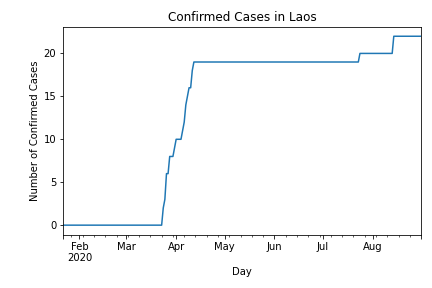 Confirmed Cases in Laos
Number of Confirmed Cases
20
15
10
5
0
Feb Mar Apr May Jun Jul Aug
2020
Day